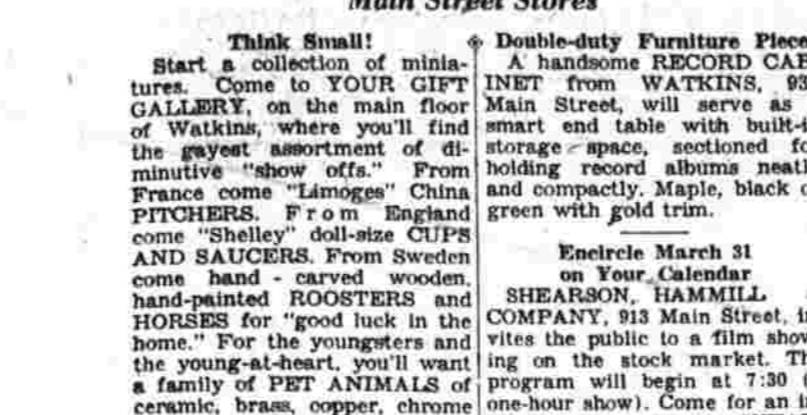 Main Street Stores
Think Small!
Start a collection of minia-
tures. Come to YOUR GIFT
GALLERY, on the main floor
of Watkins, where you'll find
the gayest assortment of di-
minutive "show offs." From
France come "Limoges" China
PITCHERS. From England
come "Shelley" doll-size CUPS
AND SAUCERS. From Sweden
come hand - carved wooden,
hand-painted ROOSTERS and
HORSES for "good luck in the
home." For the youngsters and
the young-at-heart, you'll want
a family of PET ANIMALS of
ceramic, brass, copper, chrome
Double-duty Furniture Piece
A handsome RECORD CAB
INET from WATKINS, 93
Main Street, will serve as
smart end table with built-i
storage space, sectioned fo
holding record albums neatl
and compactly. Maple, black o
green with gold trim.
Encircle March 31
on Your Calendar
SHEARSON, HAMMILL
COMPANY, 913 Main Street, i
vites the public to a film show
ing on the stock market. Th
program will begin at 7:30
one-hour show). Come for an i